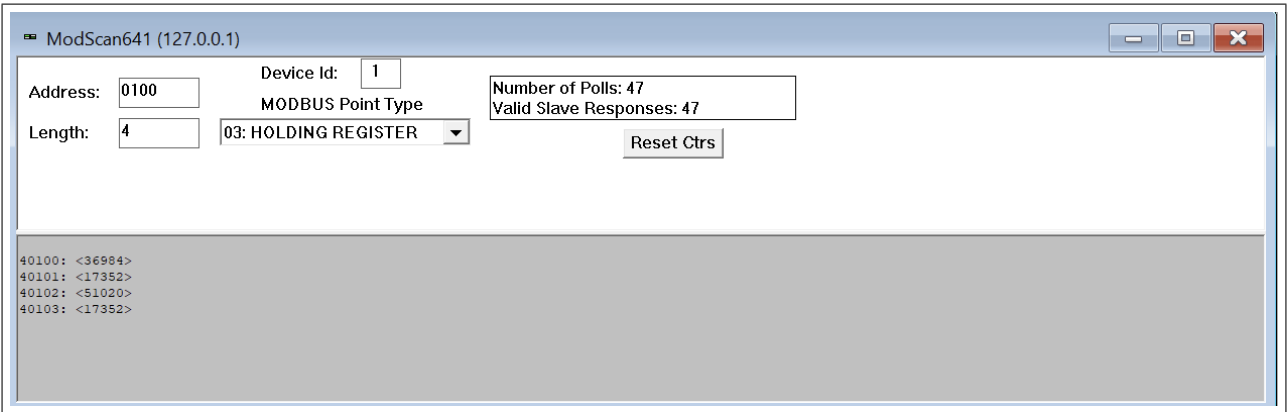 ModScan641 (127.0.0.1)
Address: 0100
Device Id: 1
MODBUS Point Type
Length: 4
03: HOLDING REGISTER
Number of Polls: 47
Valid Slave Responses: 47
Reset Ctrs
40100: <36984>
40101: <17352>
40102: <51020>
40103: <17352>